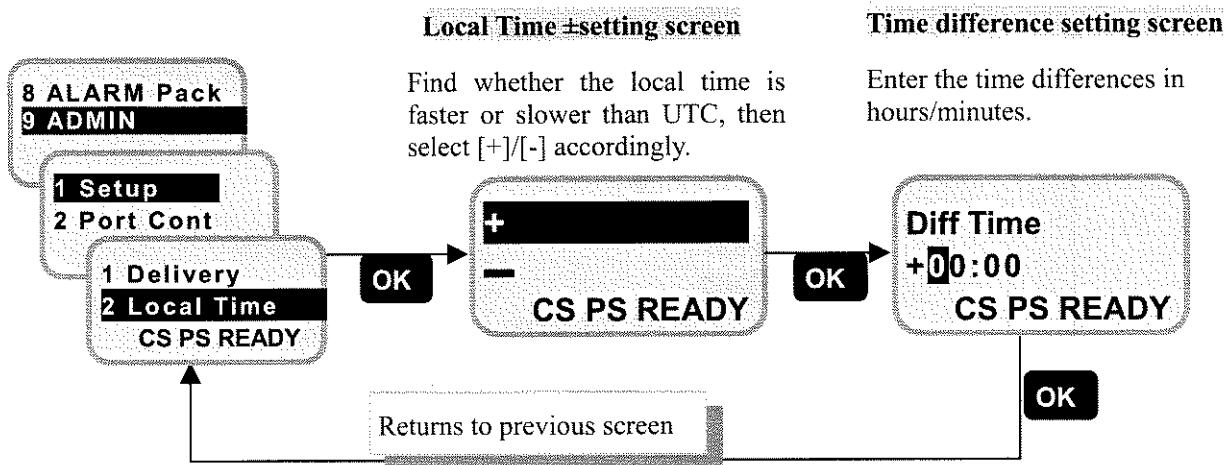 Local Time ±setting screen
Find whether the local time is
faster or slower than UTC, then
select [+]/[-] accordingly.
Time difference setting screen
Enter the time differences in
hours/minutes.
8 ALARM Pack
9 ADMIN
1 Setup
2 Port Cont
1 Delivery
2 Local Time
CS PS READY
OK
+
-
CS PS READY
OK
Diff Time
+00:00
CS PS READY
OK
Returns to previous screen